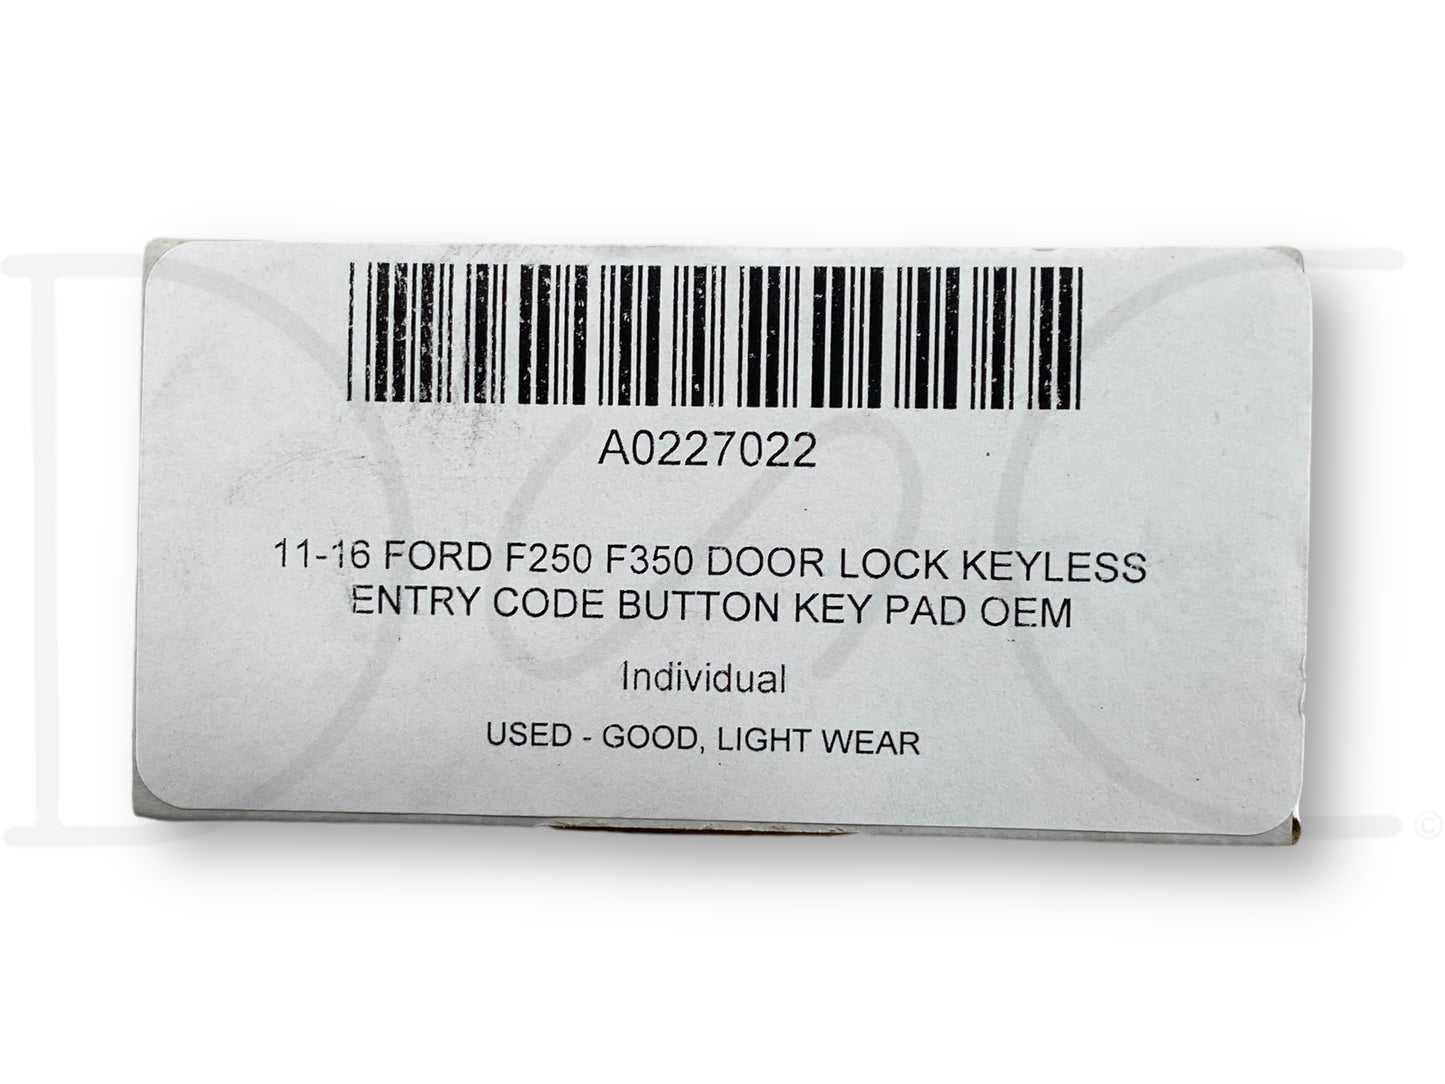 A0227022
11-16 FORD F250 F350 DOOR LOCK KEYLESS
ENTRY CODE BUTTON KEY PAD OEM
Individual
USED - GOOD, LIGHT WEAR